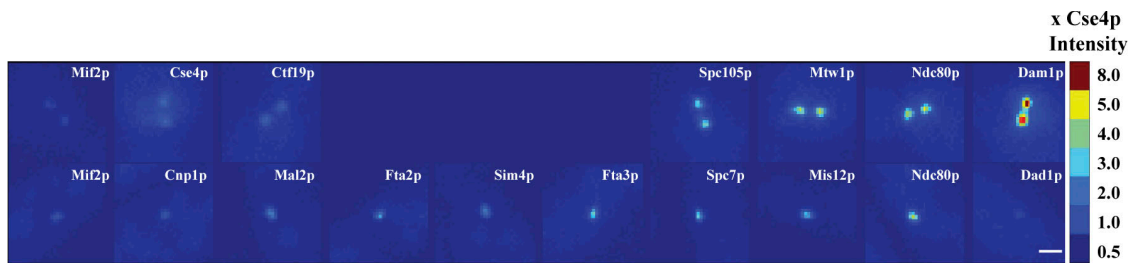 x Cse4p
Intensity
Mif2p Cse4p Ctf19p Spc105p Mtw1p Ndc80p Dam1p
Mif2p Cnp1p Mal2p Fta2p Sim4p Fta3p Spc7p Mis12p Ndc80p Dad1p
8.0
5.0
4.0
3.0
2.0
1.0
0.5